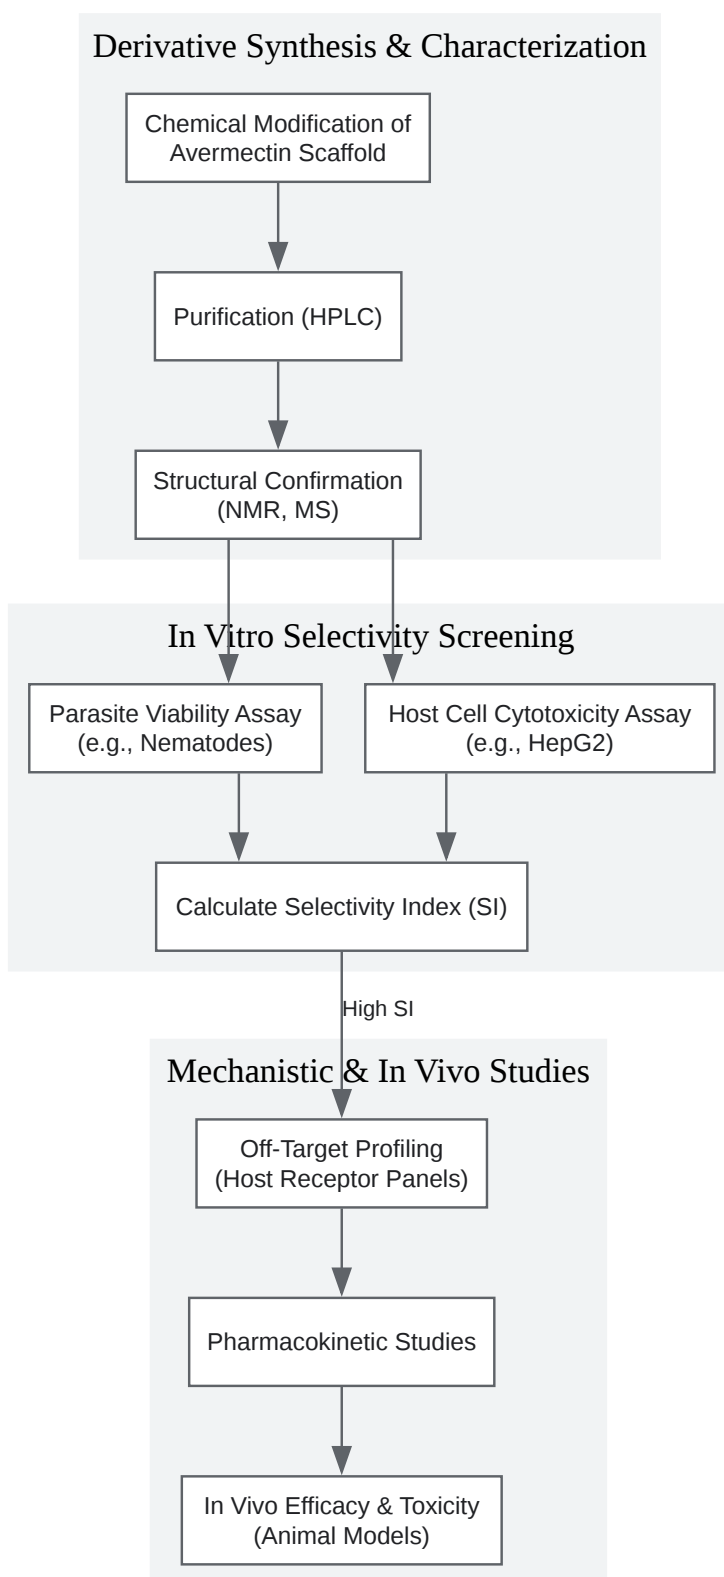 Derivative Synthesis & Characterization
Chemical Modification of
Avermectin Scaffold
Purification (HPLC)
Structural Confirmation
(NMR, MS)
In Vitro Selectivity Screening
Parasite Viability Assay
(e.g., Nematodes)
Host Cell Cytotoxicity Assay
(e.g., HepG2)
Calculate Selectivity Index (SI)
High SI
Mechanistic & In Vivo Studies
Off-Target Profiling
(Host Receptor Panels)
Pharmacokinetic Studies
In Vivo Efficacy & Toxicity
(Animal Models)